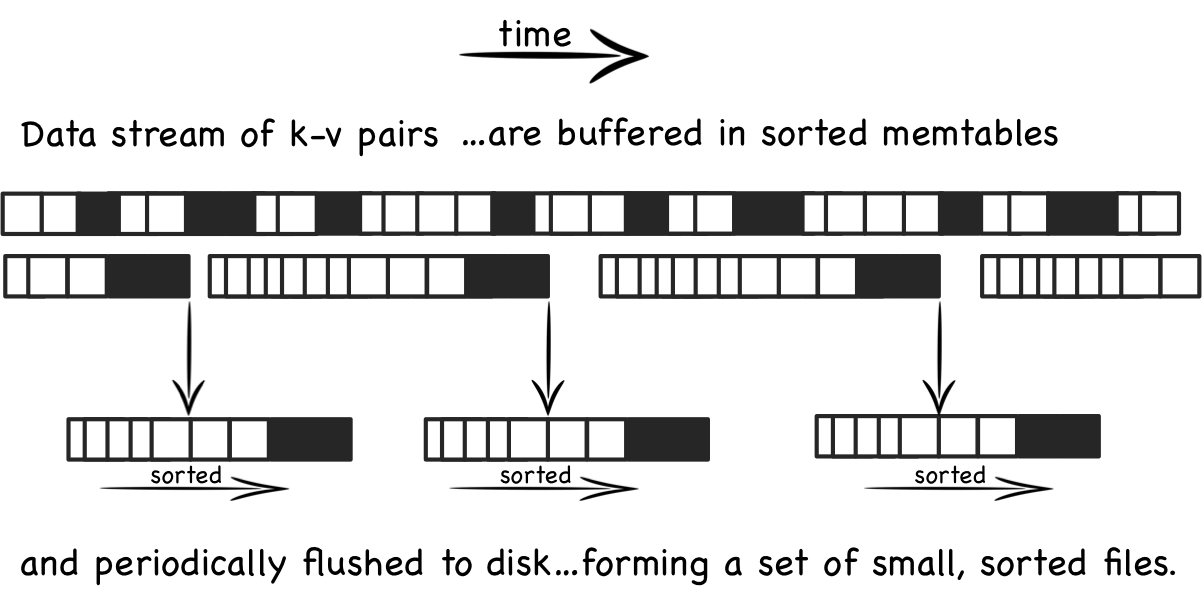 time
Data stream of k-v pairs ...are buffered in sorted memtables
sorted
sorted
sorted
and periodically flushed to disk...forming a set of small, sorted files.